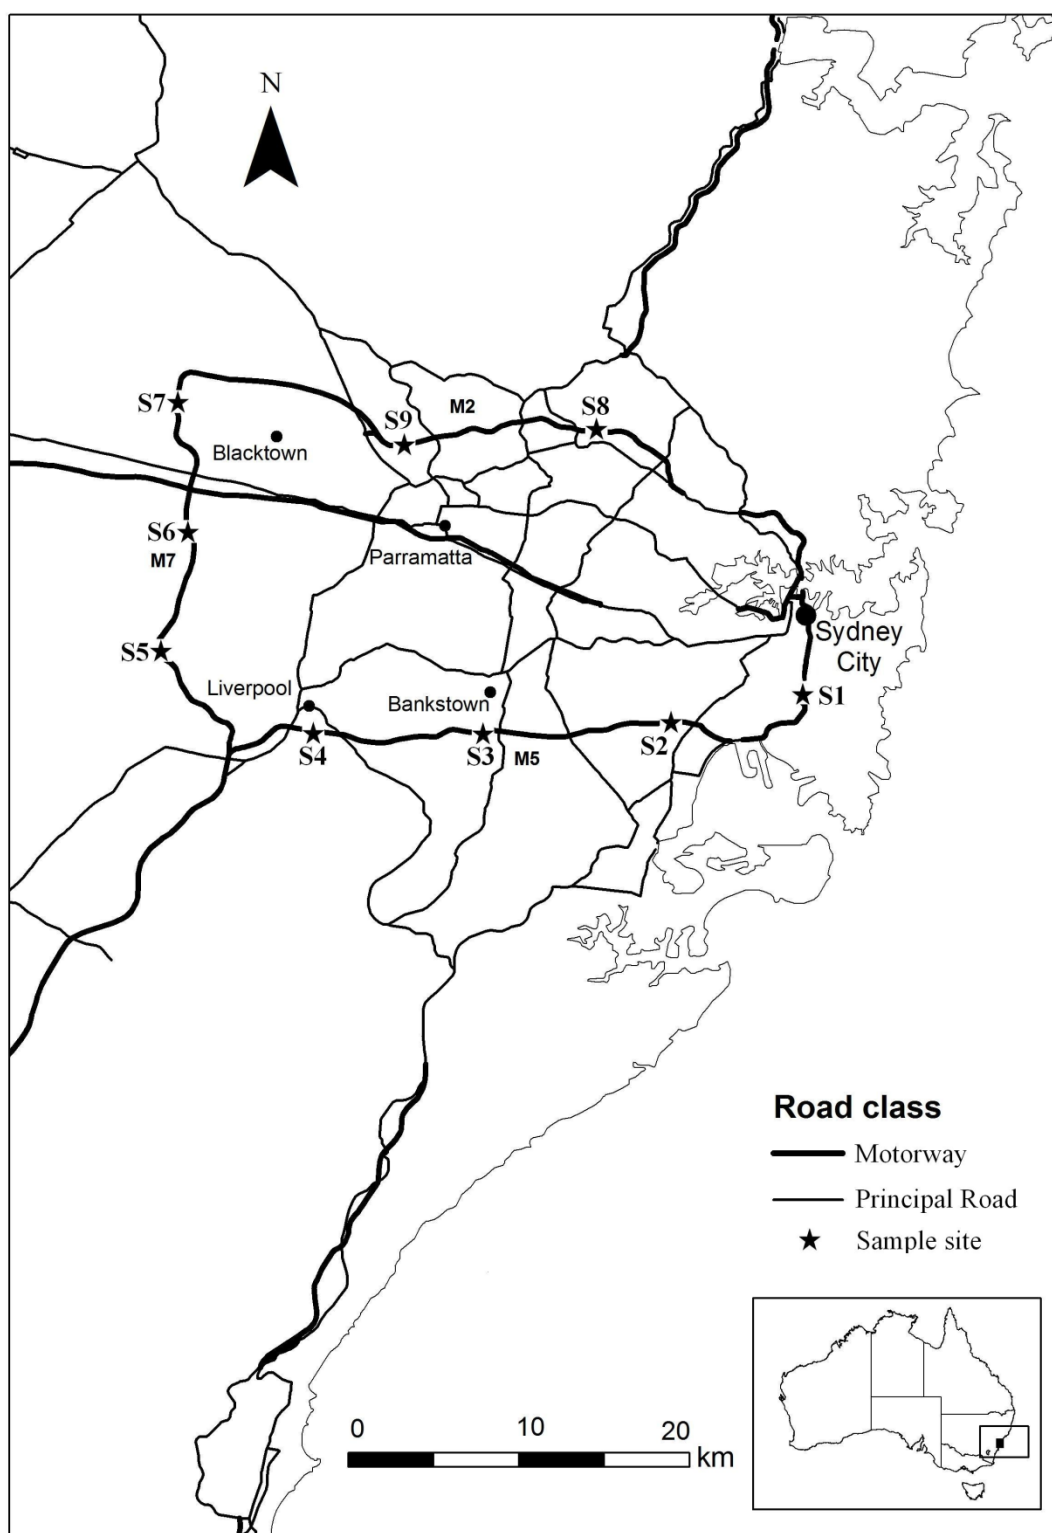 N
S7
S9
M2
S8
Blacktown
S6
M7
Parramatta
S5
Sydney
City
Liverpool
Bankstown
S1
S4
S3
M5
S2
Road class
Motorway
Principal Road
Sample site
0 10 20
km